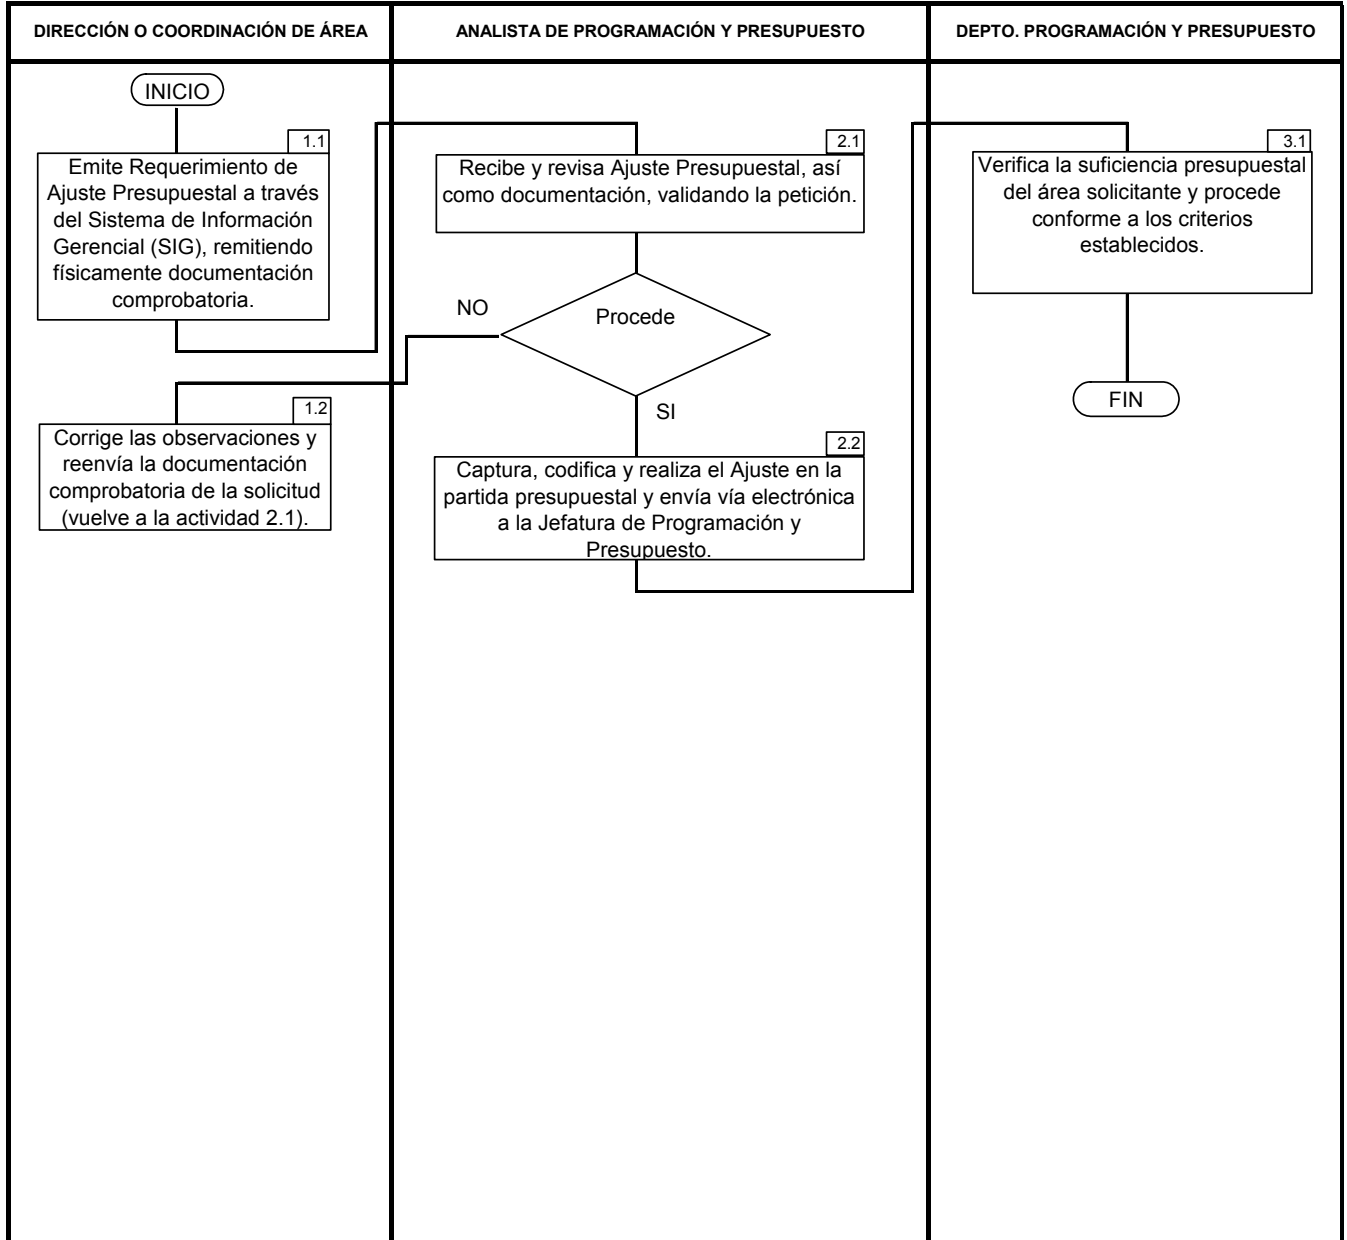 DIRECCIÓN O COORDINACIÓN DE ÁREA
ANALISTA DE PROGRAMACIÓN Y PRESUPUESTO
DEPTO. PROGRAMACIÓN Y PRESUPUESTO
INICIO
1.1
Emite Requerimiento de
Ajuste Presupuestal a través
del Sistema de Información
Gerencial (SIG), remitiendo
físicamente documentación
comprobatoria.
2.1
Recibe y revisa Ajuste Presupuestal, así
como documentación, validando la petición.
NO
Procede
SI
1.2
Corrige las observaciones y
reenvía la documentación
comprobatoria de la solicitud
(vuelve a la actividad 2.1).
2.2
Captura, codifica y realiza el Ajuste en la
partida presupuestal y envía vía electrónica
a la Jefatura de Programación y
Presupuesto.
3.1
Verifica la suficiencia presupuestal
del área solicitante y procede
conforme a los criterios
establecidos.
FIN